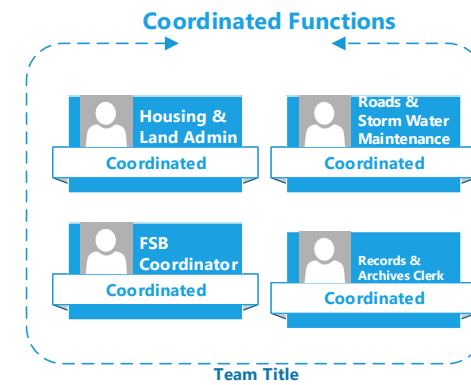 Coordinated Functions
Housing &
Land Admin
Coordinated
Roads &
Storm Water
Maintenance
Coordinated
FSB
Coordinator
Coordinated
Records &
Archives Clerk
Coordinated
Team Title